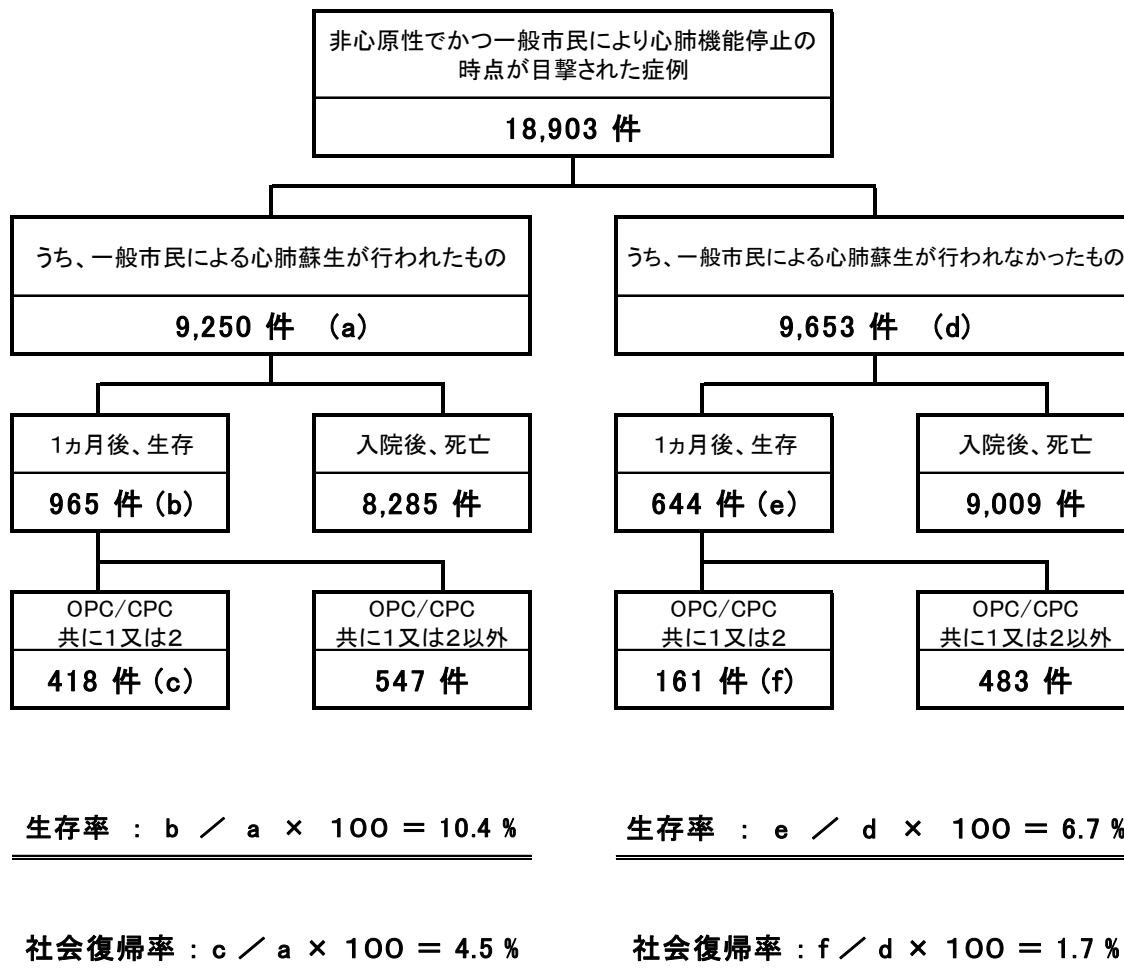 非心原性でかつ一般市民により心肺機能停止の
時点が目撃された症例
18,903 件
うち、一般市民による心肺蘇生が行われたもの
9,250 件 (a)
うち、一般市民による心肺蘇生が行われなかったもの
9,653 件 (d)
1ヵ月後、生存
965 件 (b)
入院後、死亡
8,285 件
1ヵ月後、生存
644 件 (e)
入院後、死亡
9,009 件
OPC/CPC
共に1又は2
418 件 (c)
OPC/CPC
共に1又は2以外
547 件
OPC/CPC
共に1又は2
161 件 (f)
OPC/CPC
共に1又は2以外
483 件
生存率 : b / a × 100 = 10.4 %
生存率 : e / d × 100 = 6.7 %
社会復帰率 : c / a × 100 = 4.5 %
社会復帰率 : f / d × 100 = 1.7 %